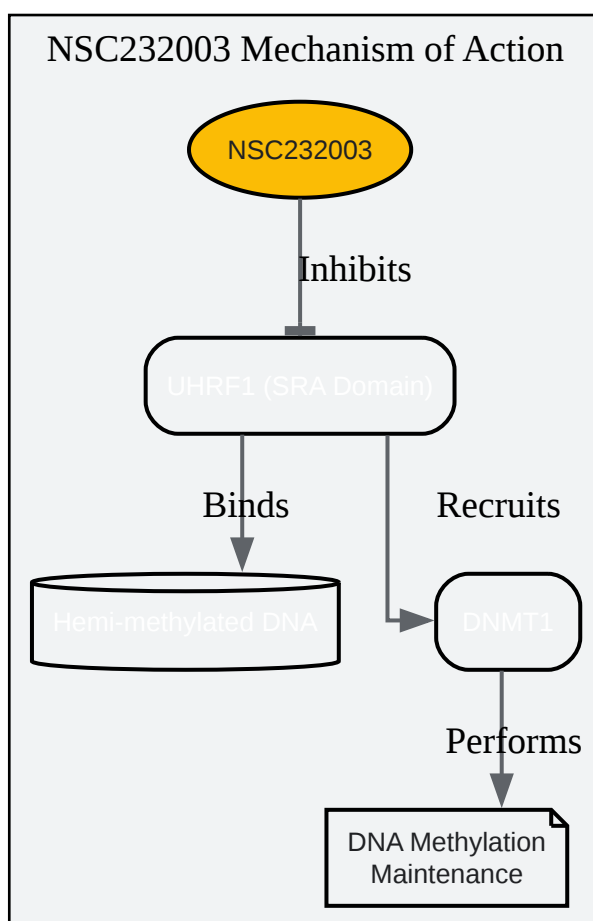 NSC232003 Mechanism of Action
NSC232003
Inhibits
UHRF1 (SRA Domain)
Binds
Recruits
Hemi-methylated DNA
DNMT1
Performs
DNA Methylation
Maintenance